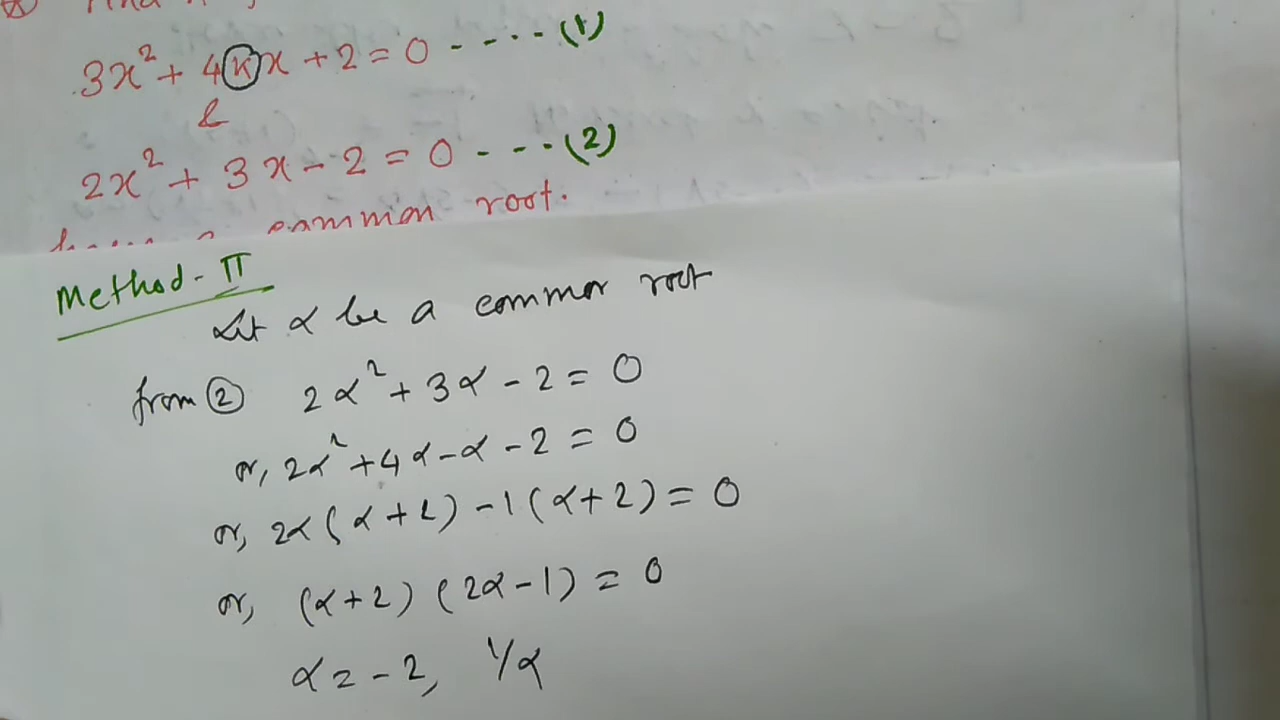 3x² + 4kx + 2 = 0 - - - - (1)
&
2x² + 3x - 2 = 0 - - - (2)
common root.
Method - II
Let α be a common root
from ② 2α² + 3α - 2 = 0
or, 2α² + 4α - α - 2 = 0
or, 2α (α + 2) - 1 (α + 2) = 0
or, (α + 2) (2α - 1) = 0
α = - 2, 1/α